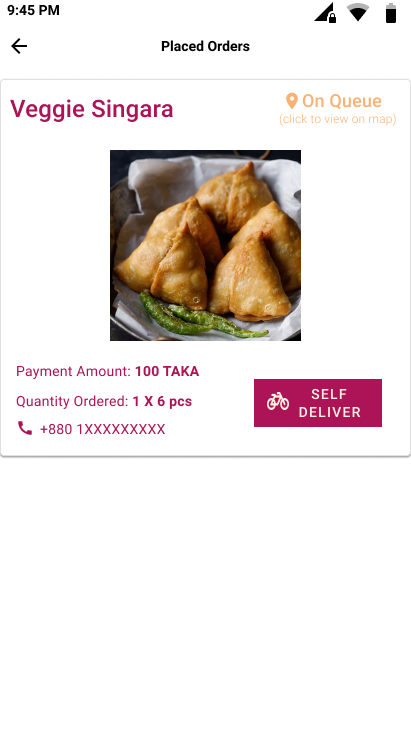 9:45 PM
Placed Orders
Veggie Singara
On Queue
(click to view on map)
Payment Amount: 100 TAKA
Quantity Ordered: 1 X 6 pcs
+880 1XXXXXXXXX
SELF
DELIVER